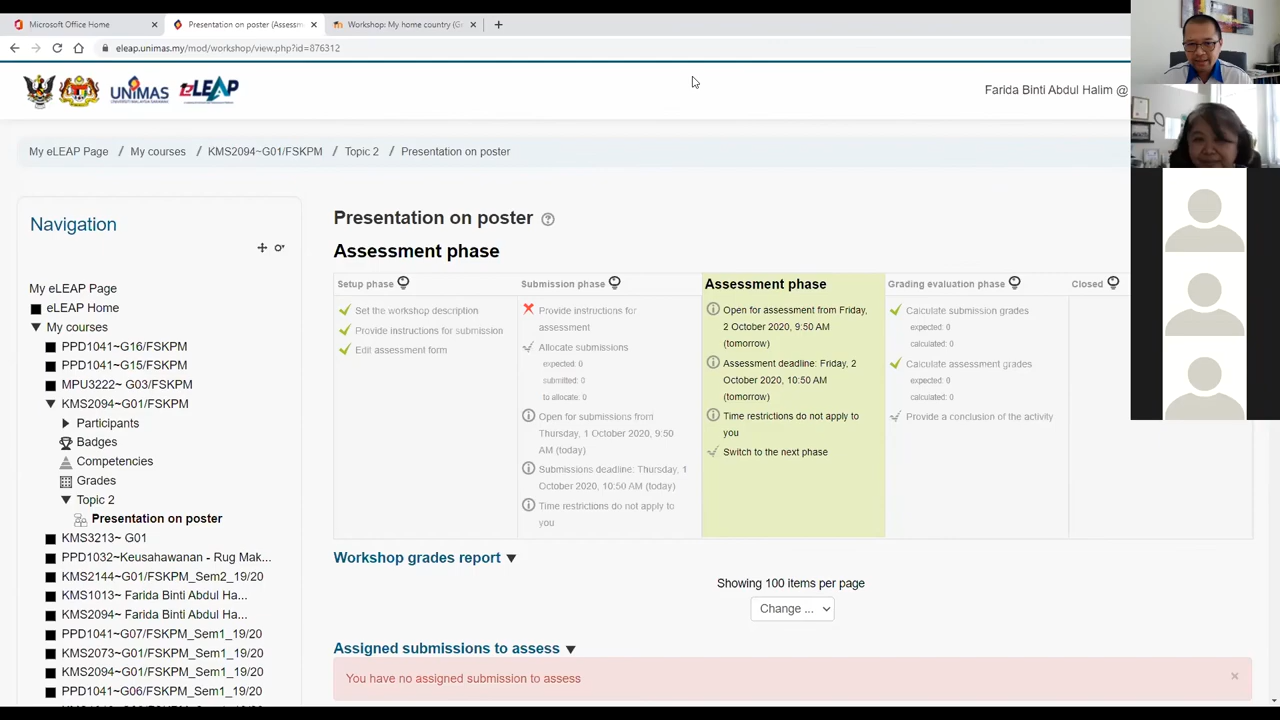 Microsoft Office Home
Presentation on poster (Assessm
Workshop: My home country (G
eleap.unimas.my/mod/workshop/view.php?id=876312
UNIMAS
eLEAP
Farida Binti Abdul Halim @
My eLEAP Page / My courses / KMS2094~G01/FSKPM / Topic 2 / Presentation on poster
Navigation
My eLEAP Page
eLEAP Home
My courses
PPD1041~G16/FSKPM
PPD1041~G15/FSKPM
MPU3222~ G03/FSKPM
KMS2094~G01/FSKPM
Participants
Badges
Competencies
Grades
Topic 2
Presentation on poster
KMS3213~ G01
PPD1032~Keusahawanan - Rug Mak...
KMS2144~G01/FSKPM_Sem2_19/20
KMS1013~ Farida Binti Abdul Ha...
KMS2094~ Farida Binti Abdul Ha...
PPD1041~G07/FSKPM_Sem1_19/20
KMS2073~G01/FSKPM_Sem1_19/20
KMS2094~G01/FSKPM_Sem1_19/20
PPD1041~G06/FSKPM_Sem1_19/20
Presentation on poster
Assessment phase
Setup phase
Set the workshop description
Provide instructions for submission
Edit assessment form
Submission phase
Provide instructions for
assessment
Allocate submissions
expected: 0
submitted: 0
to allocate: 0
Open for submissions from
Thursday, 1 October 2020, 9:50
AM (today)
Submissions deadline: Thursday, 1
October 2020, 10:50 AM (today)
Time restrictions do not apply to
you
Assessment phase
Open for assessment from Friday,
2 October 2020, 9:50 AM
(tomorrow)
Assessment deadline: Friday, 2
October 2020, 10:50 AM
(tomorrow)
Time restrictions do not apply to
you
Switch to the next phase
Grading evaluation phase
Calculate submission grades
expected: 0
calculated: 0
Calculate assessment grades
expected: 0
calculated: 0
Provide a conclusion of the activity
Closed
Workshop grades report
Showing 100 items per page
Change ...
Assigned submissions to assess
You have no assigned submission to assess